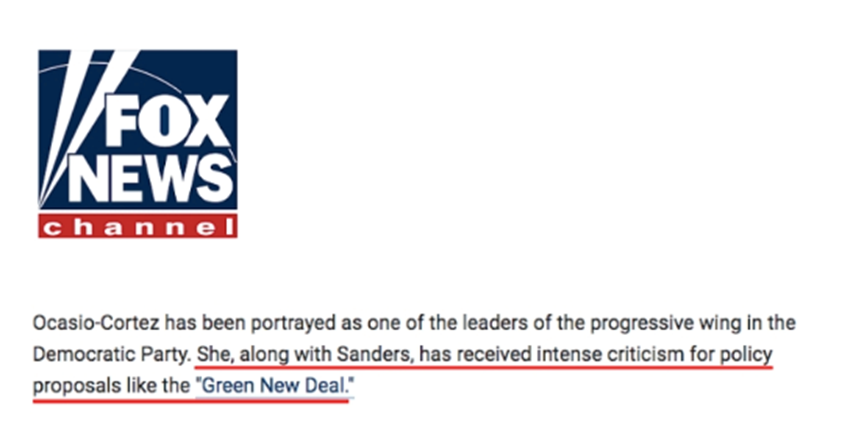 FOX
NEWS
channel
Ocasio-Cortez has been portrayed as one of the leaders of the progressive wing in the
Democratic Party. She, along with Sanders, has received intense criticism for policy
proposals like the "Green New Deal."